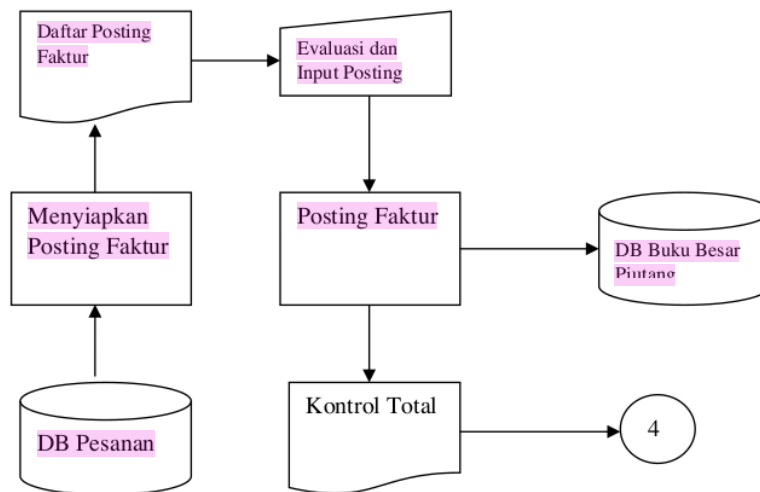 Daftar Posting
Faktur
Evaluasi dan
Input Posting
Menyiapkan
Posting Faktur
Posting Faktur
DB Buku Besar
Piutang
DB Pesanan
Kontrol Total
4